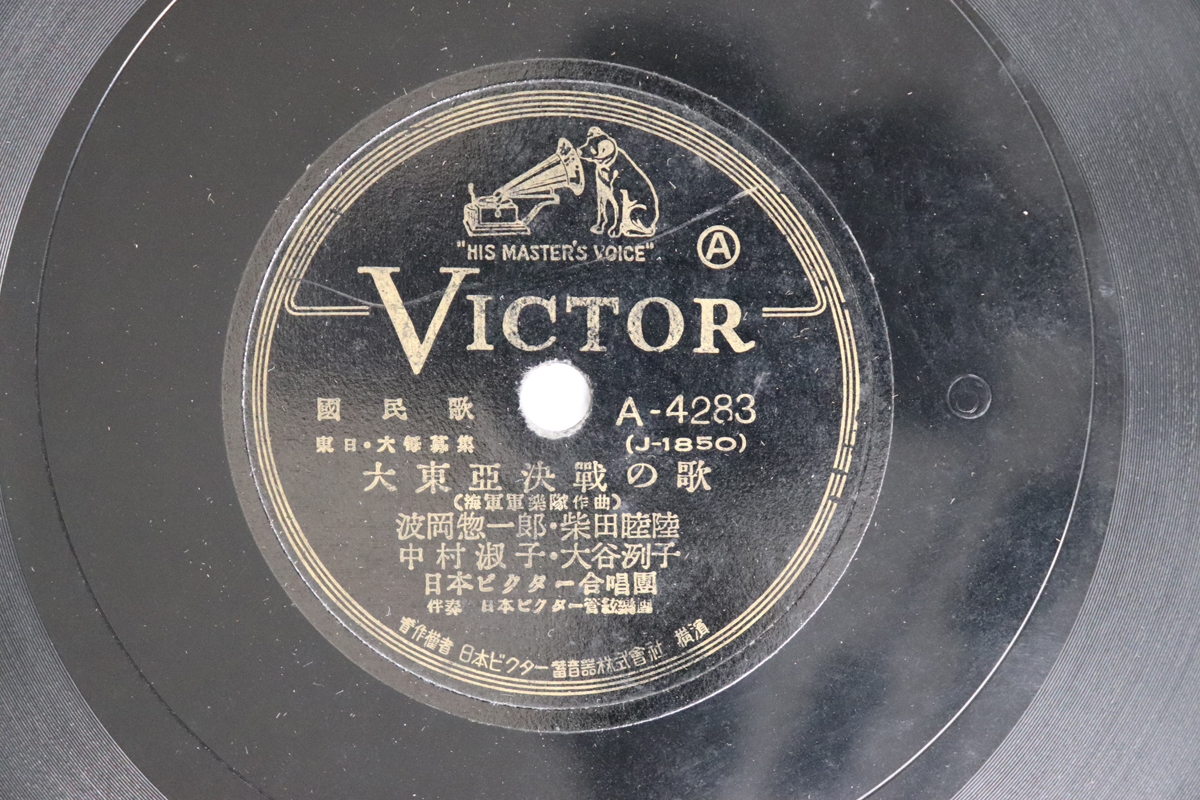 "HIS MASTER'S VOICE"
Ⓐ
VICTOR
國民歌
A-4283
東日・大毎募集
(J-1850)
大東亞決戰の歌
(海軍軍楽隊作曲)
波岡惣一郎・柴田睦陸
中村淑子・大谷冽子
日本ビクター合唱團
伴奏 日本ビクター管絃樂團
著作権者 日本ビクター蓄音器株式會社 横濱